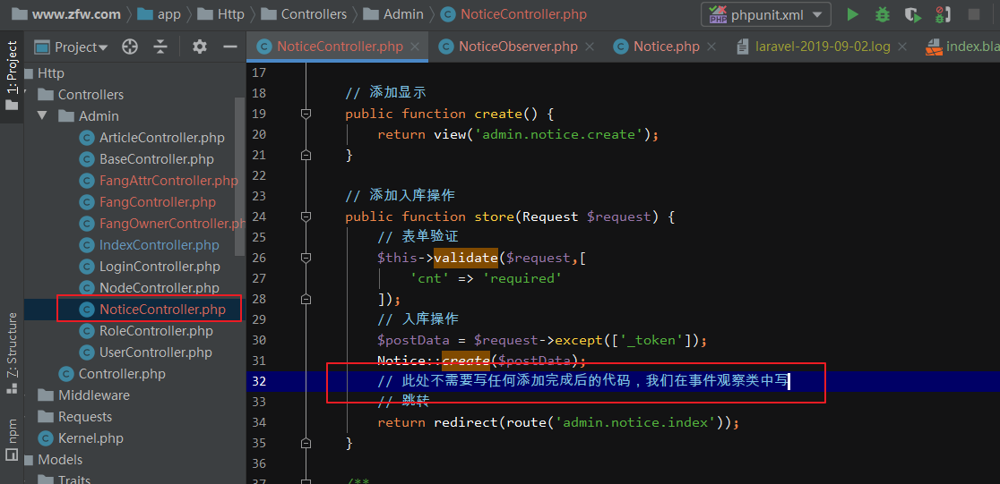 www.zfw.com app Http Controllers Admin NoticeController.php phpunit.xml
1: Project
Project
NoticeController.php NoticeObserver.php Notice.php laravel-2019-09-02.log index.bla
Http
Controllers
Admin
ArticleController.php
BaseController.php
FangAttrController.php
FangController.php
FangOwnerController.ph
IndexController.php
LoginController.php
NodeController.php
NoticeController.php
RoleController.php
UserController.php
Controller.php
Middleware
Requests
Kernel.php
Models
Traits
Z: Structure
npm
17
18 // 添加显示
19 public function create() {
20 return view('admin.notice.create');
21 }
22
23 // 添加入库操作
24 public function store(Request $request) {
25 // 表单验证
26 $this->validate($request,[
27 'cnt' => 'required'
28 ]);
29 // 入库操作
30 $postData = $request->except(['_token']);
31 Notice::create($postData);
32 // 此处不需要写任何添加完成后的代码，我们在事件观察类中写
33 // 跳转
34 return redirect(route('admin.notice.index'));
35 }
36
37 /**